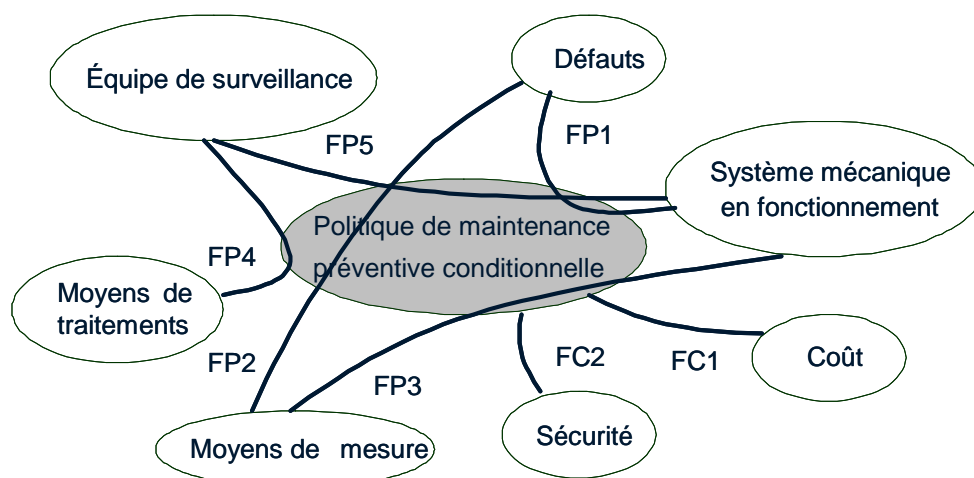 Défauts
Équipe de surveillance
FP5
FP1
Système mécanique
en fonctionnement
Politique de maintenance
préventive conditionnelle
FP4
Moyens de
traitements
FP2
FP3
FC2
FC1
Coût
Sécurité
Moyens de mesure